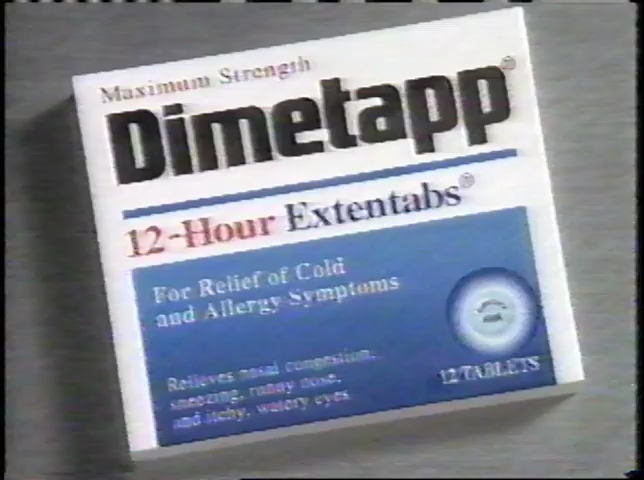 Maximum Strength
Dimetapp®
12-Hour Extentabs®
For Relief of Cold
and Allergy Symptoms
Relieves nasal congestion,
sneezing, runny nose,
and itchy, watery eyes.
12 TABLETS